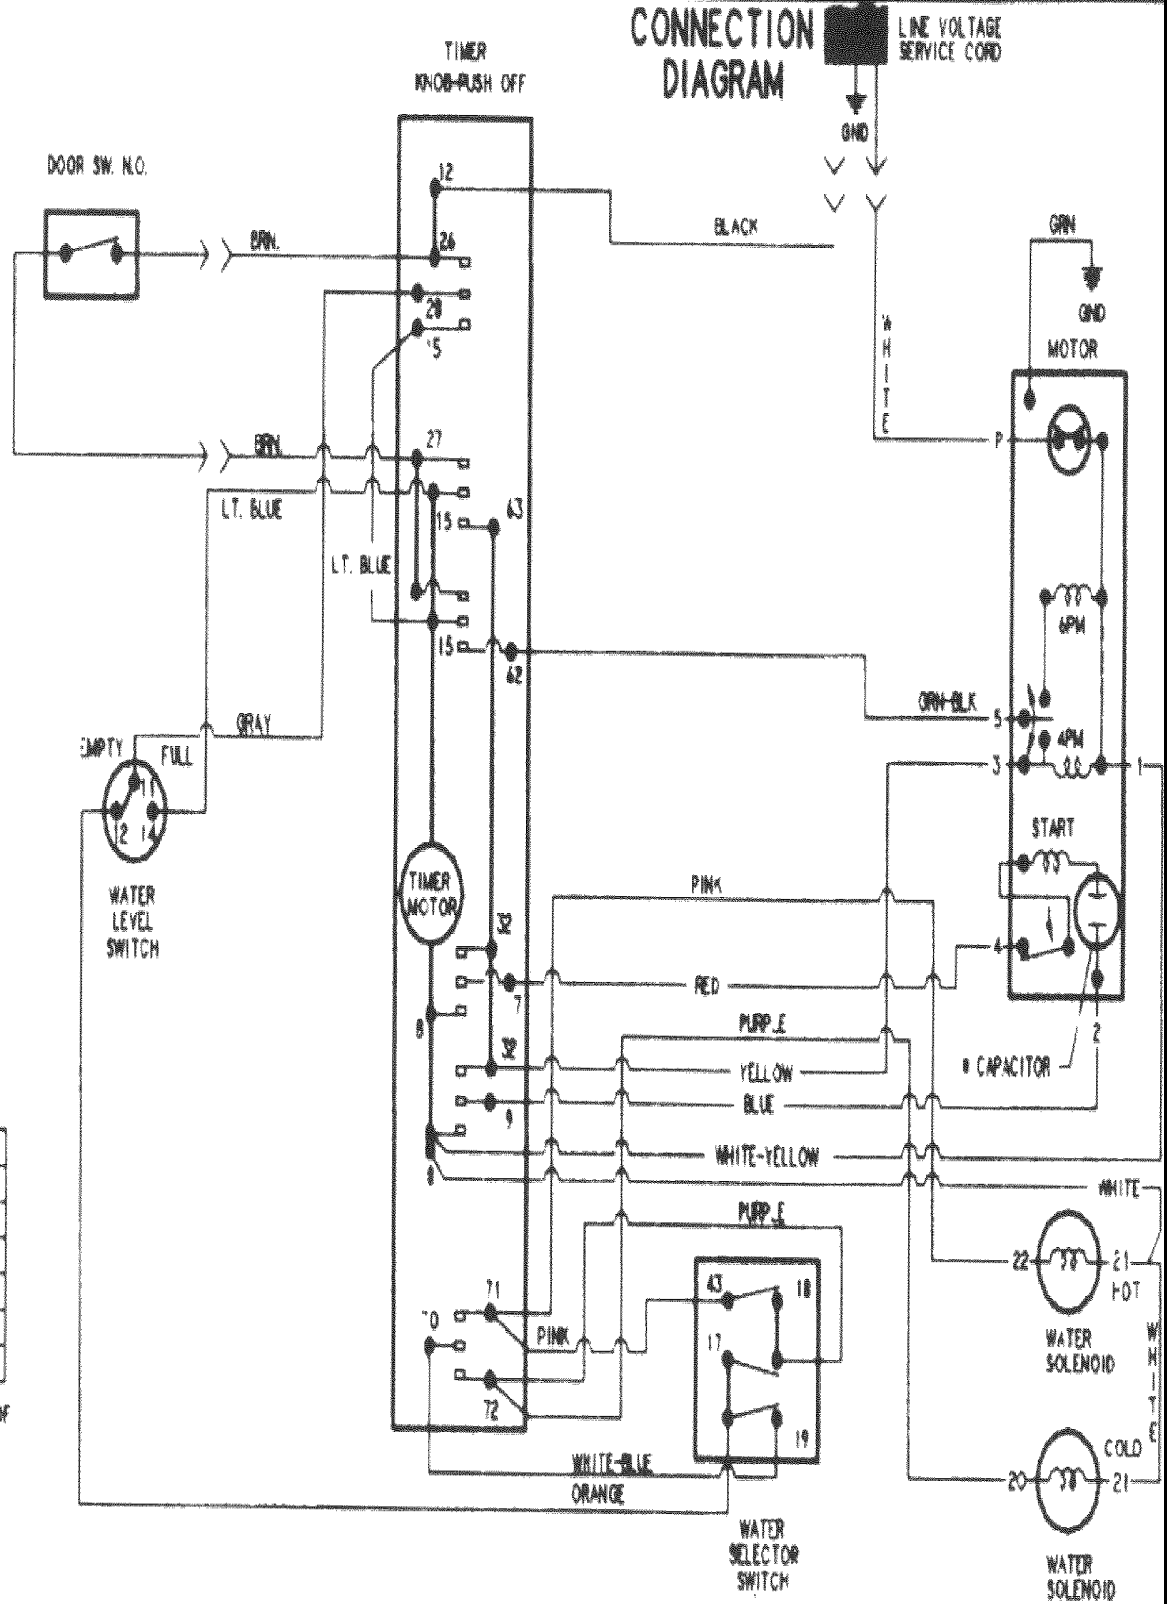 CONNECTION
DIAGRAM
LINE VOLTAGE
SERVICE CORD
TIMER
KNOB-PUSH OFF
GND
DOOR SW. N.O.
12
BRN.
26
BLACK
GRN
GND
28
MOTOR
WHITE
27
BRN.
P
LT. BLUE
15
63
LT. BLUE
6PM
15
62
ORN-BLK
5
4PM
3
1
EMPTY
FULL
GRAY
11
12
14
START
WATER
LEVEL
SWITCH
TIMER
MOTOR
PINK
32
4
RED
7
8
PURPLE
2
32
YELLOW
CAPACITOR
BLUE
9
WHITE-YELLOW
8
WHITE
PURPLE
22
21
HOT
43
18
71
PINK
17
WATER
SOLENOID
WHITE
72
19
COLD
WHITE-BLUE
ORANGE
20
21
WATER
SELECTOR
SWITCH
WATER
SOLENOID